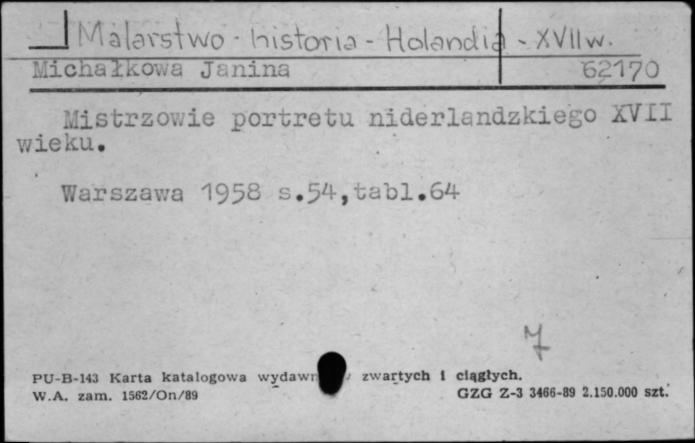 Malarstwo - historia - Holandia - XVII w.
Michałkowa Janina 62170
Mistrzowie portretu niderlandzkiego XVII
wieku.
Warszawa 1958 s.54,tabl.64
7
PU-B-143 Karta katalogowa zwartych i ciągłych.
W.A. zam. 1562/On/89 GZG Z-3 3466-89 2.150.000 szt.